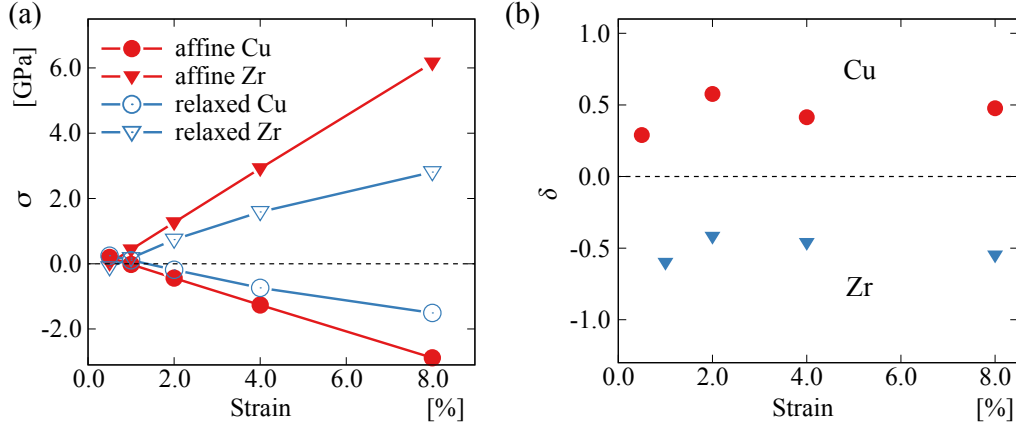 (a)
[GPa]
σ
6.0
4.0
2.0
0.0
-2.0
affine Cu
affine Zr
relaxed Cu
relaxed Zr
0.0 2.0 4.0 6.0 8.0
Strain [%]
(b)
δ
1.0
0.5
0.0
-0.5
-1.0
Cu
Zr
0.0 2.0 4.0 6.0 8.0
Strain [%]